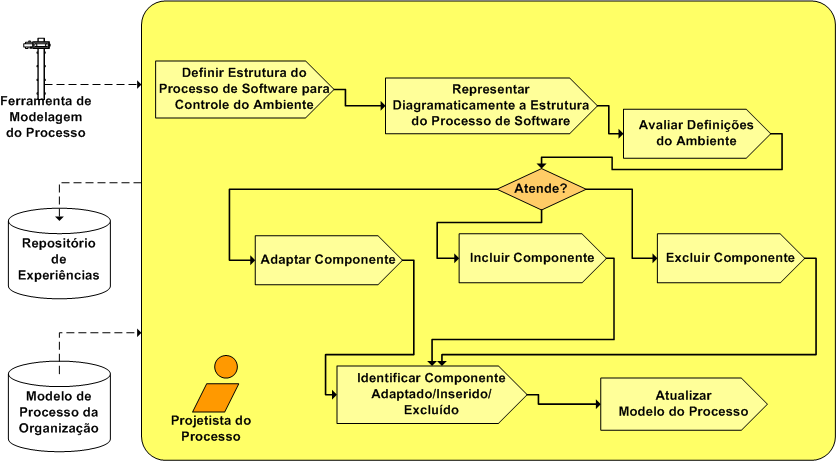 Ferramenta de
Modelagem
do Processo
Definir Estrutura do
Processo de Software para
Controle do Ambiente
Representar
Diagramaticamente a Estrutura
do Processo de Software
Avaliar Definições
do Ambiente
Atende?
Repositório
de
Experiências
Adaptar Componente
Incluir Componente
Excluir Componente
Modelo de
Processo da
Organização
Projetista do
Processo
Identificar Componente
Adaptado/Inserido/
Excluído
Atualizar
Modelo do Processo